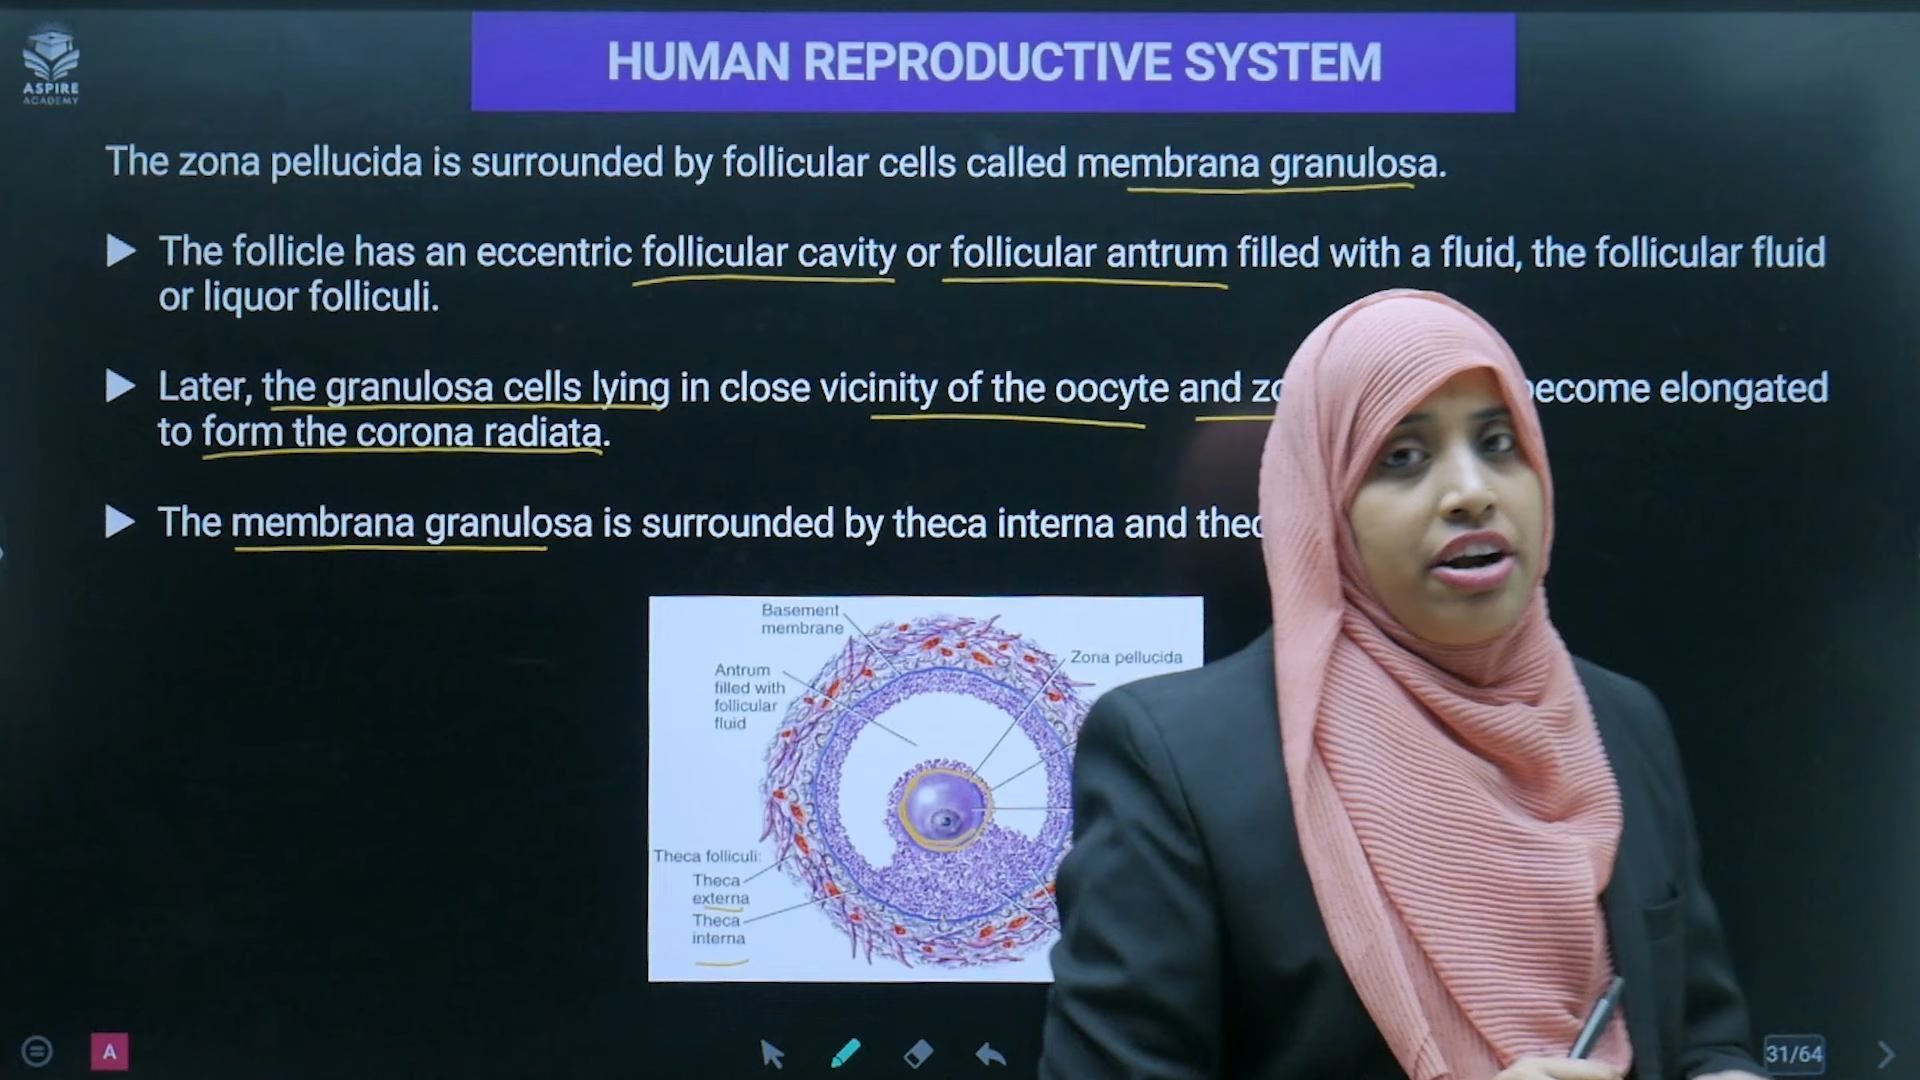 ASPIRE
ACADEMY
HUMAN REPRODUCTIVE SYSTEM
The zona pellucida is surrounded by follicular cells called membrana granulosa.
The follicle has an eccentric follicular cavity or follicular antrum filled with a fluid, the follicular fluid
or liquor folliculi.
Later, the granulosa cells lying in close vicinity of the oocyte and become elongated
to form the corona radiata.
The membrana granulosa is surrounded by theca interna and
Basement
membrane
Zona pellucida
Antrum
filled with
follicular
fluid
Theca folliculi:
Theca
externa
Theca
interna
A
31/64